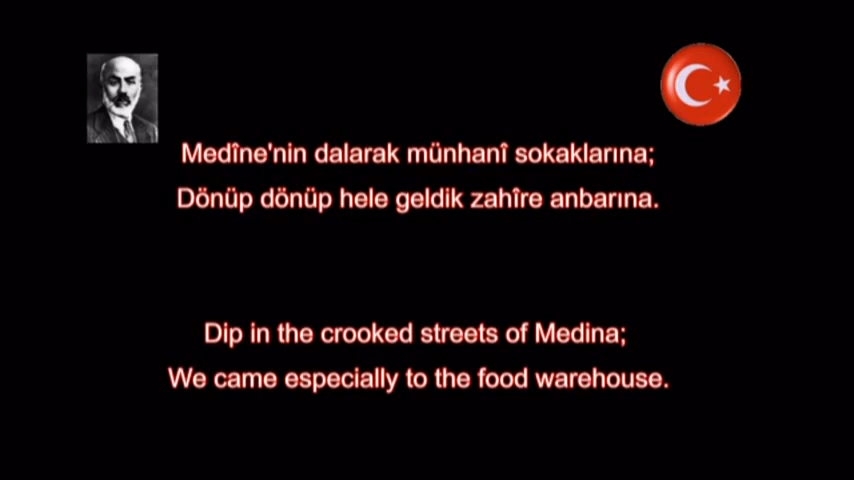 Medîne'nin dalarak münhanî sokaklarına;
Dönüp dönüp hele geldik zahîre anbarına.
Dip in the crooked streets of Medina;
We came especially to the food warehouse.